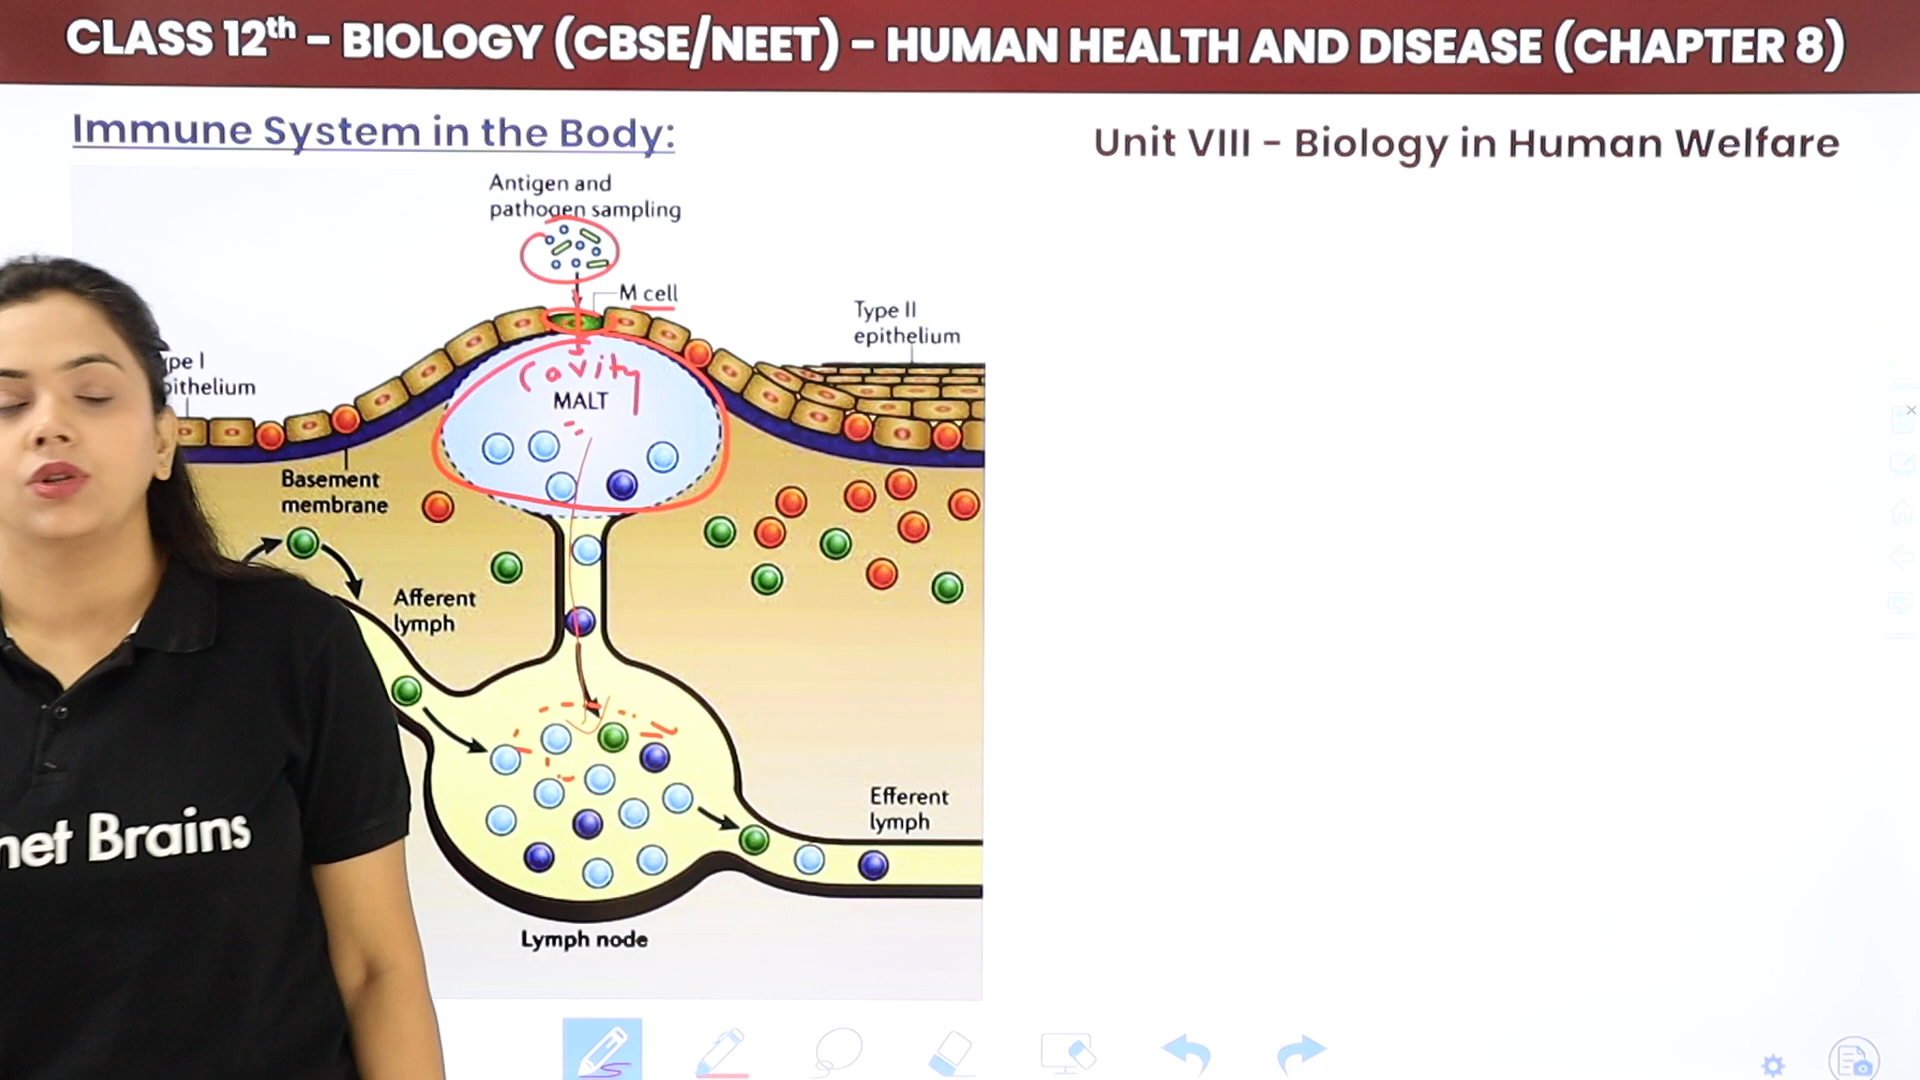 CLASS 12th – BIOLOGY (CBSE/NEET) – HUMAN HEALTH AND DISEASE (CHAPTER 8)
Immune System in the Body:
Unit VIII – Biology in Human Welfare
Antigen and
pathogen sampling
M cell
Type II
epithelium
pe I
ithelium
Cavity
MALT
Basement
membrane
Afferent
lymph
Efferent
lymph
Lymph node
net Brains